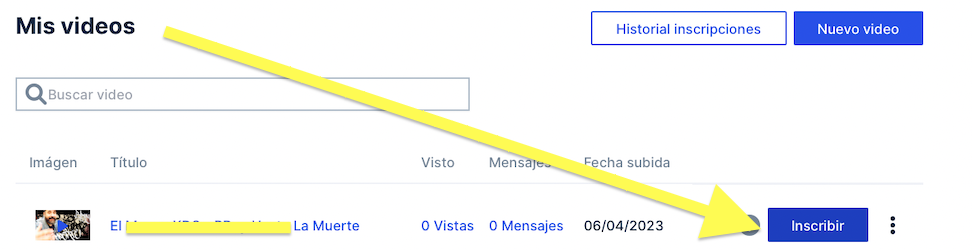 Mis videos
Historial inscripciones
Nuevo video
Buscar video
Imágen Título Visto Mensajes Fecha subida
El La Muerte 0 Vistas 0 Mensajes 06/04/2023 Inscribir